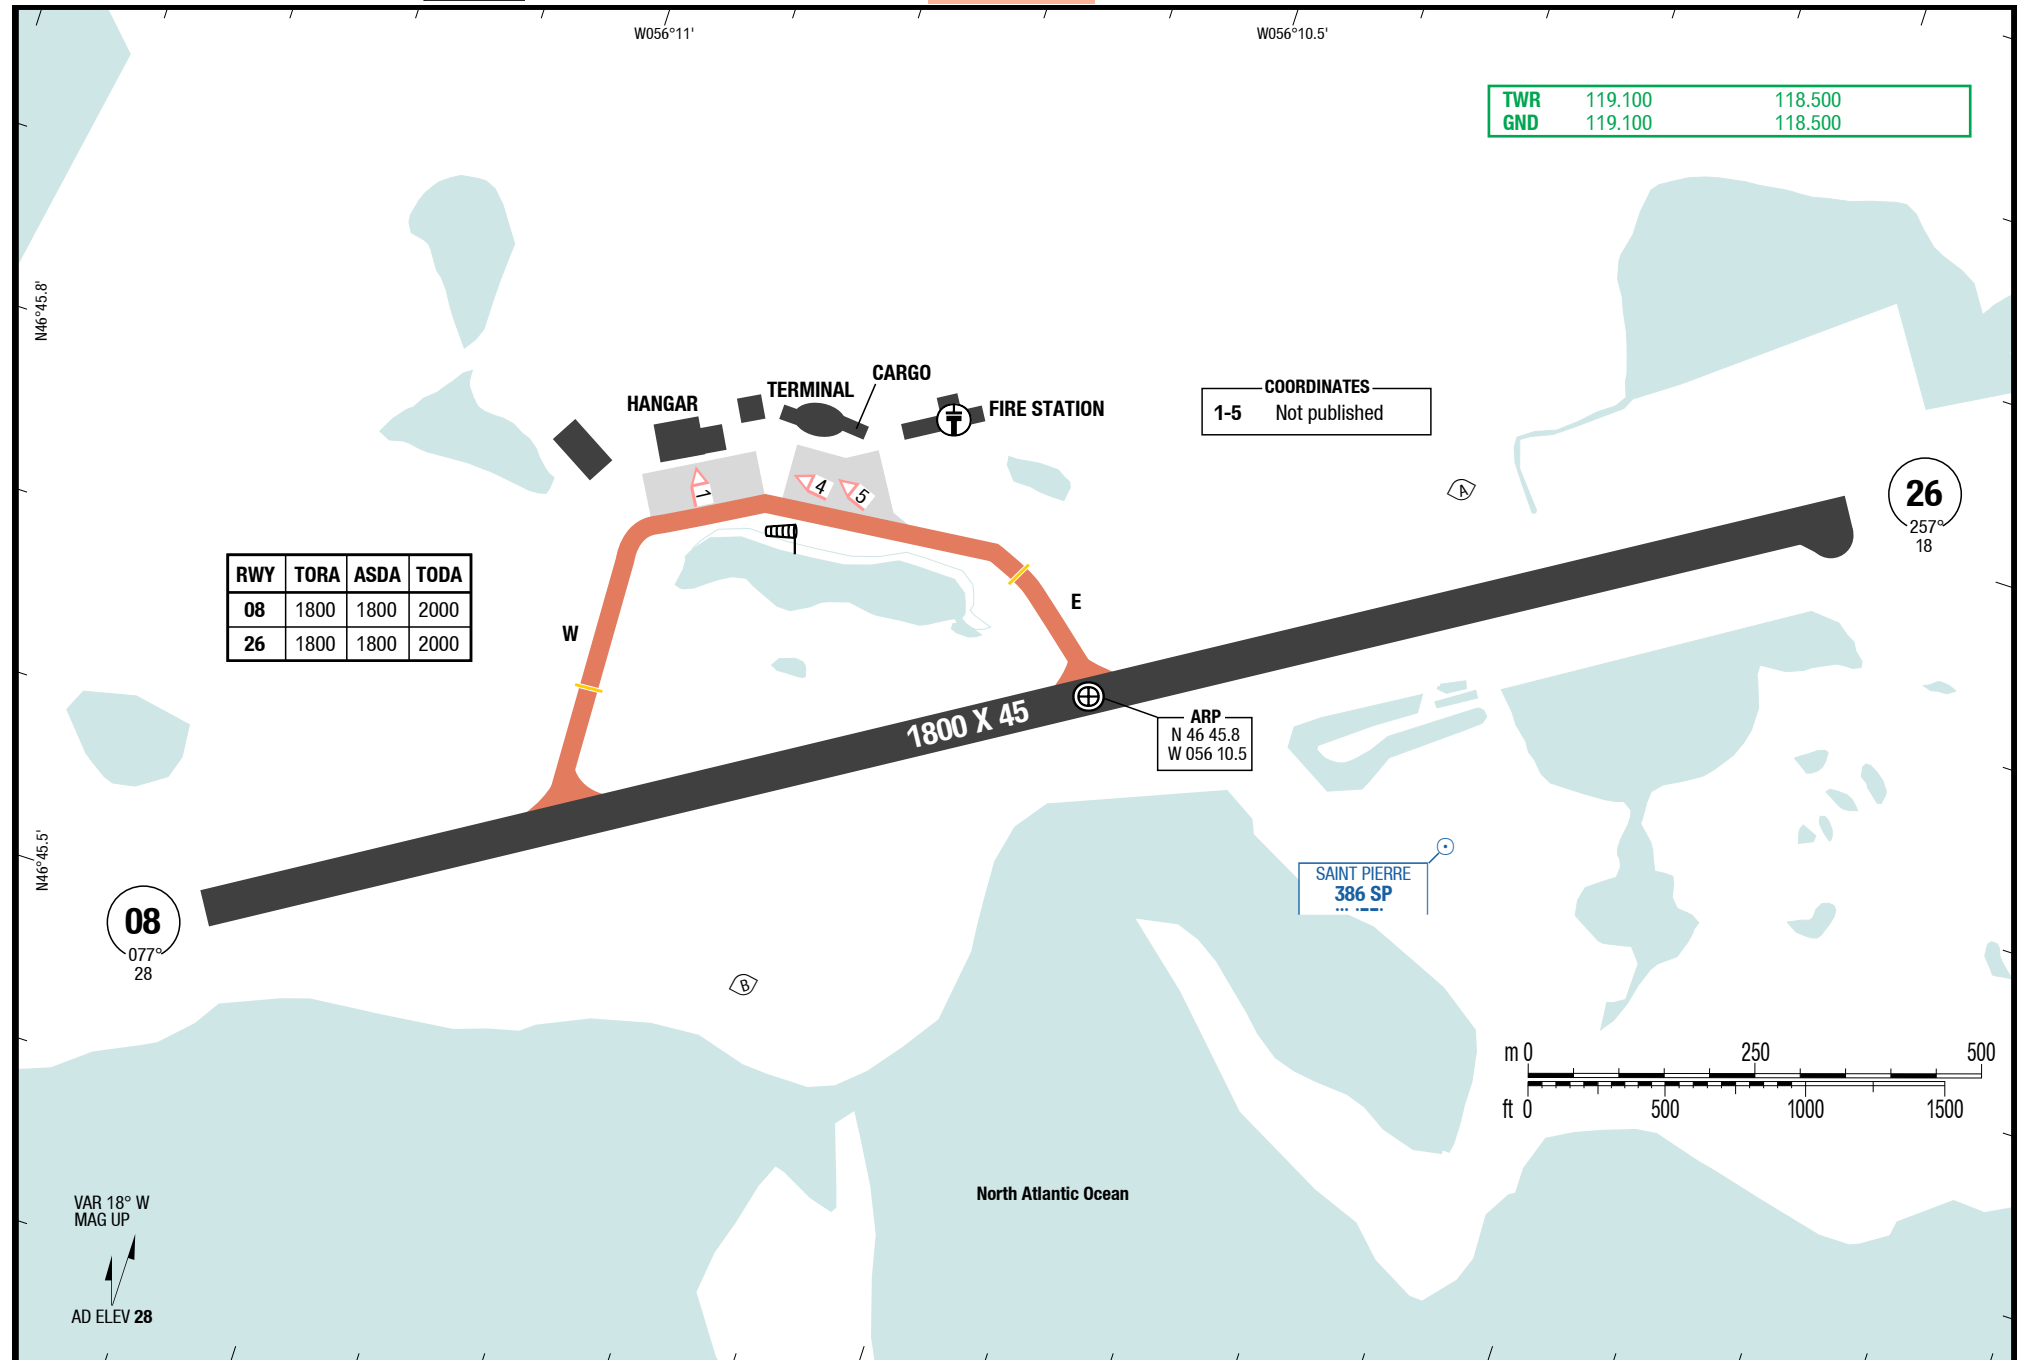 W056°11'
W056°10.5'
TWR 119.100 118.500
GND 119.100 118.500
N46°45.8'
CARGO
TERMINAL
HANGAR
FIRE STATION
COORDINATES
1-5 Not published
1
4
5
A
26
257°
18
RWY TORA ASDA TODA
08 1800 1800 2000
26 1800 1800 2000
W
E
1800 X 45
ARP
N 46 45.8
W 056 10.5
N46°45.5'
SAINT PIERRE
386 SP
08
077°
28
B
m 0 250 500
ft 0 500 1000 1500
North Atlantic Ocean
VAR 18° W
MAG UP
AD ELEV 28